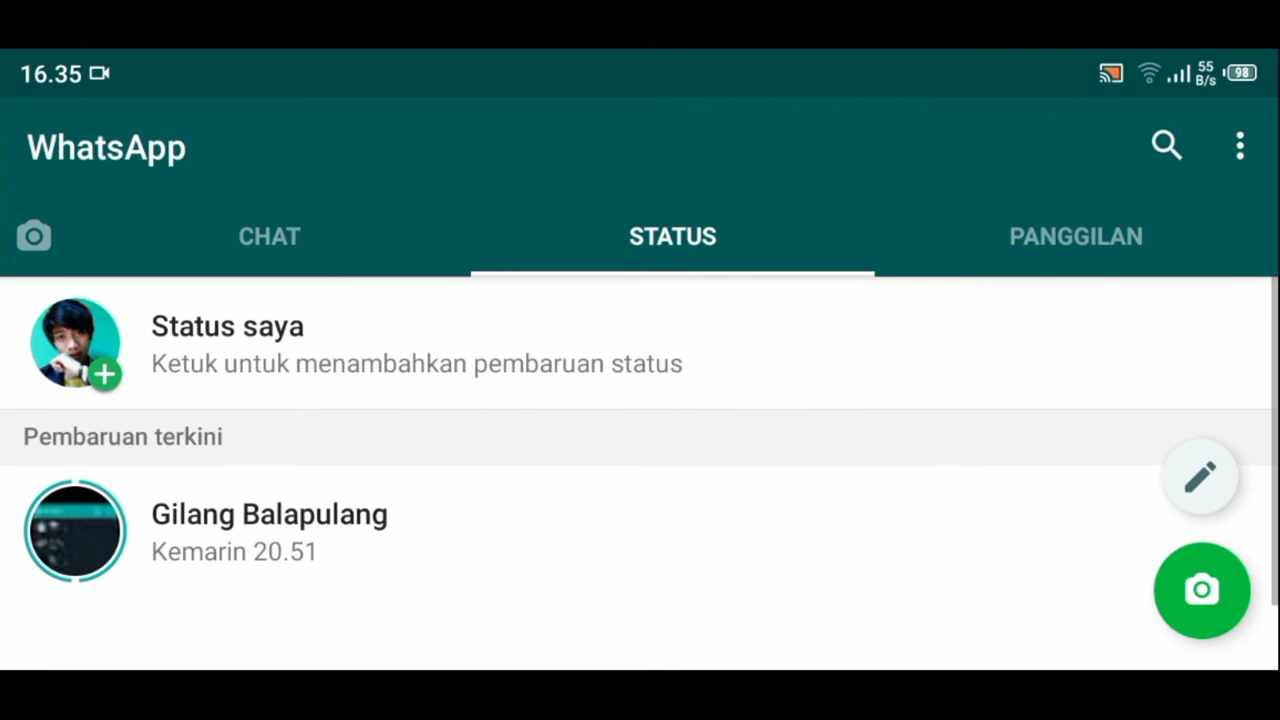 16.35
55
B/s
98
WhatsApp
CHAT
STATUS
PANGGILAN
Status saya
Ketuk untuk menambahkan pembaruan status
Pembaruan terkini
Gilang Balapulang
Kemarin 20.51